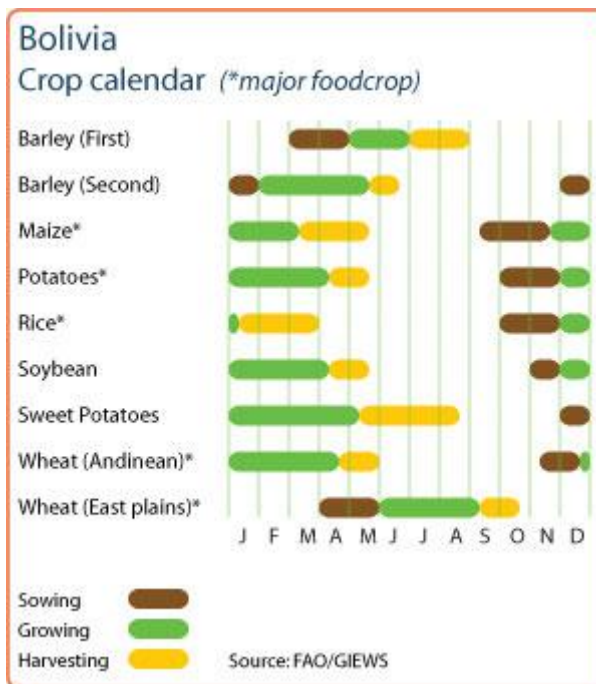 Bolivia
Crop calendar (*major foodcrop)
Barley (First)
Barley (Second)
Maize*
Potatoes*
Rice*
Soybean
Sweet Potatoes
Wheat (Andinean)*
Wheat (East plains)*
J F M A M J J A S O N D
Sowing
Growing
Harvesting Source: FAO/GIEWS